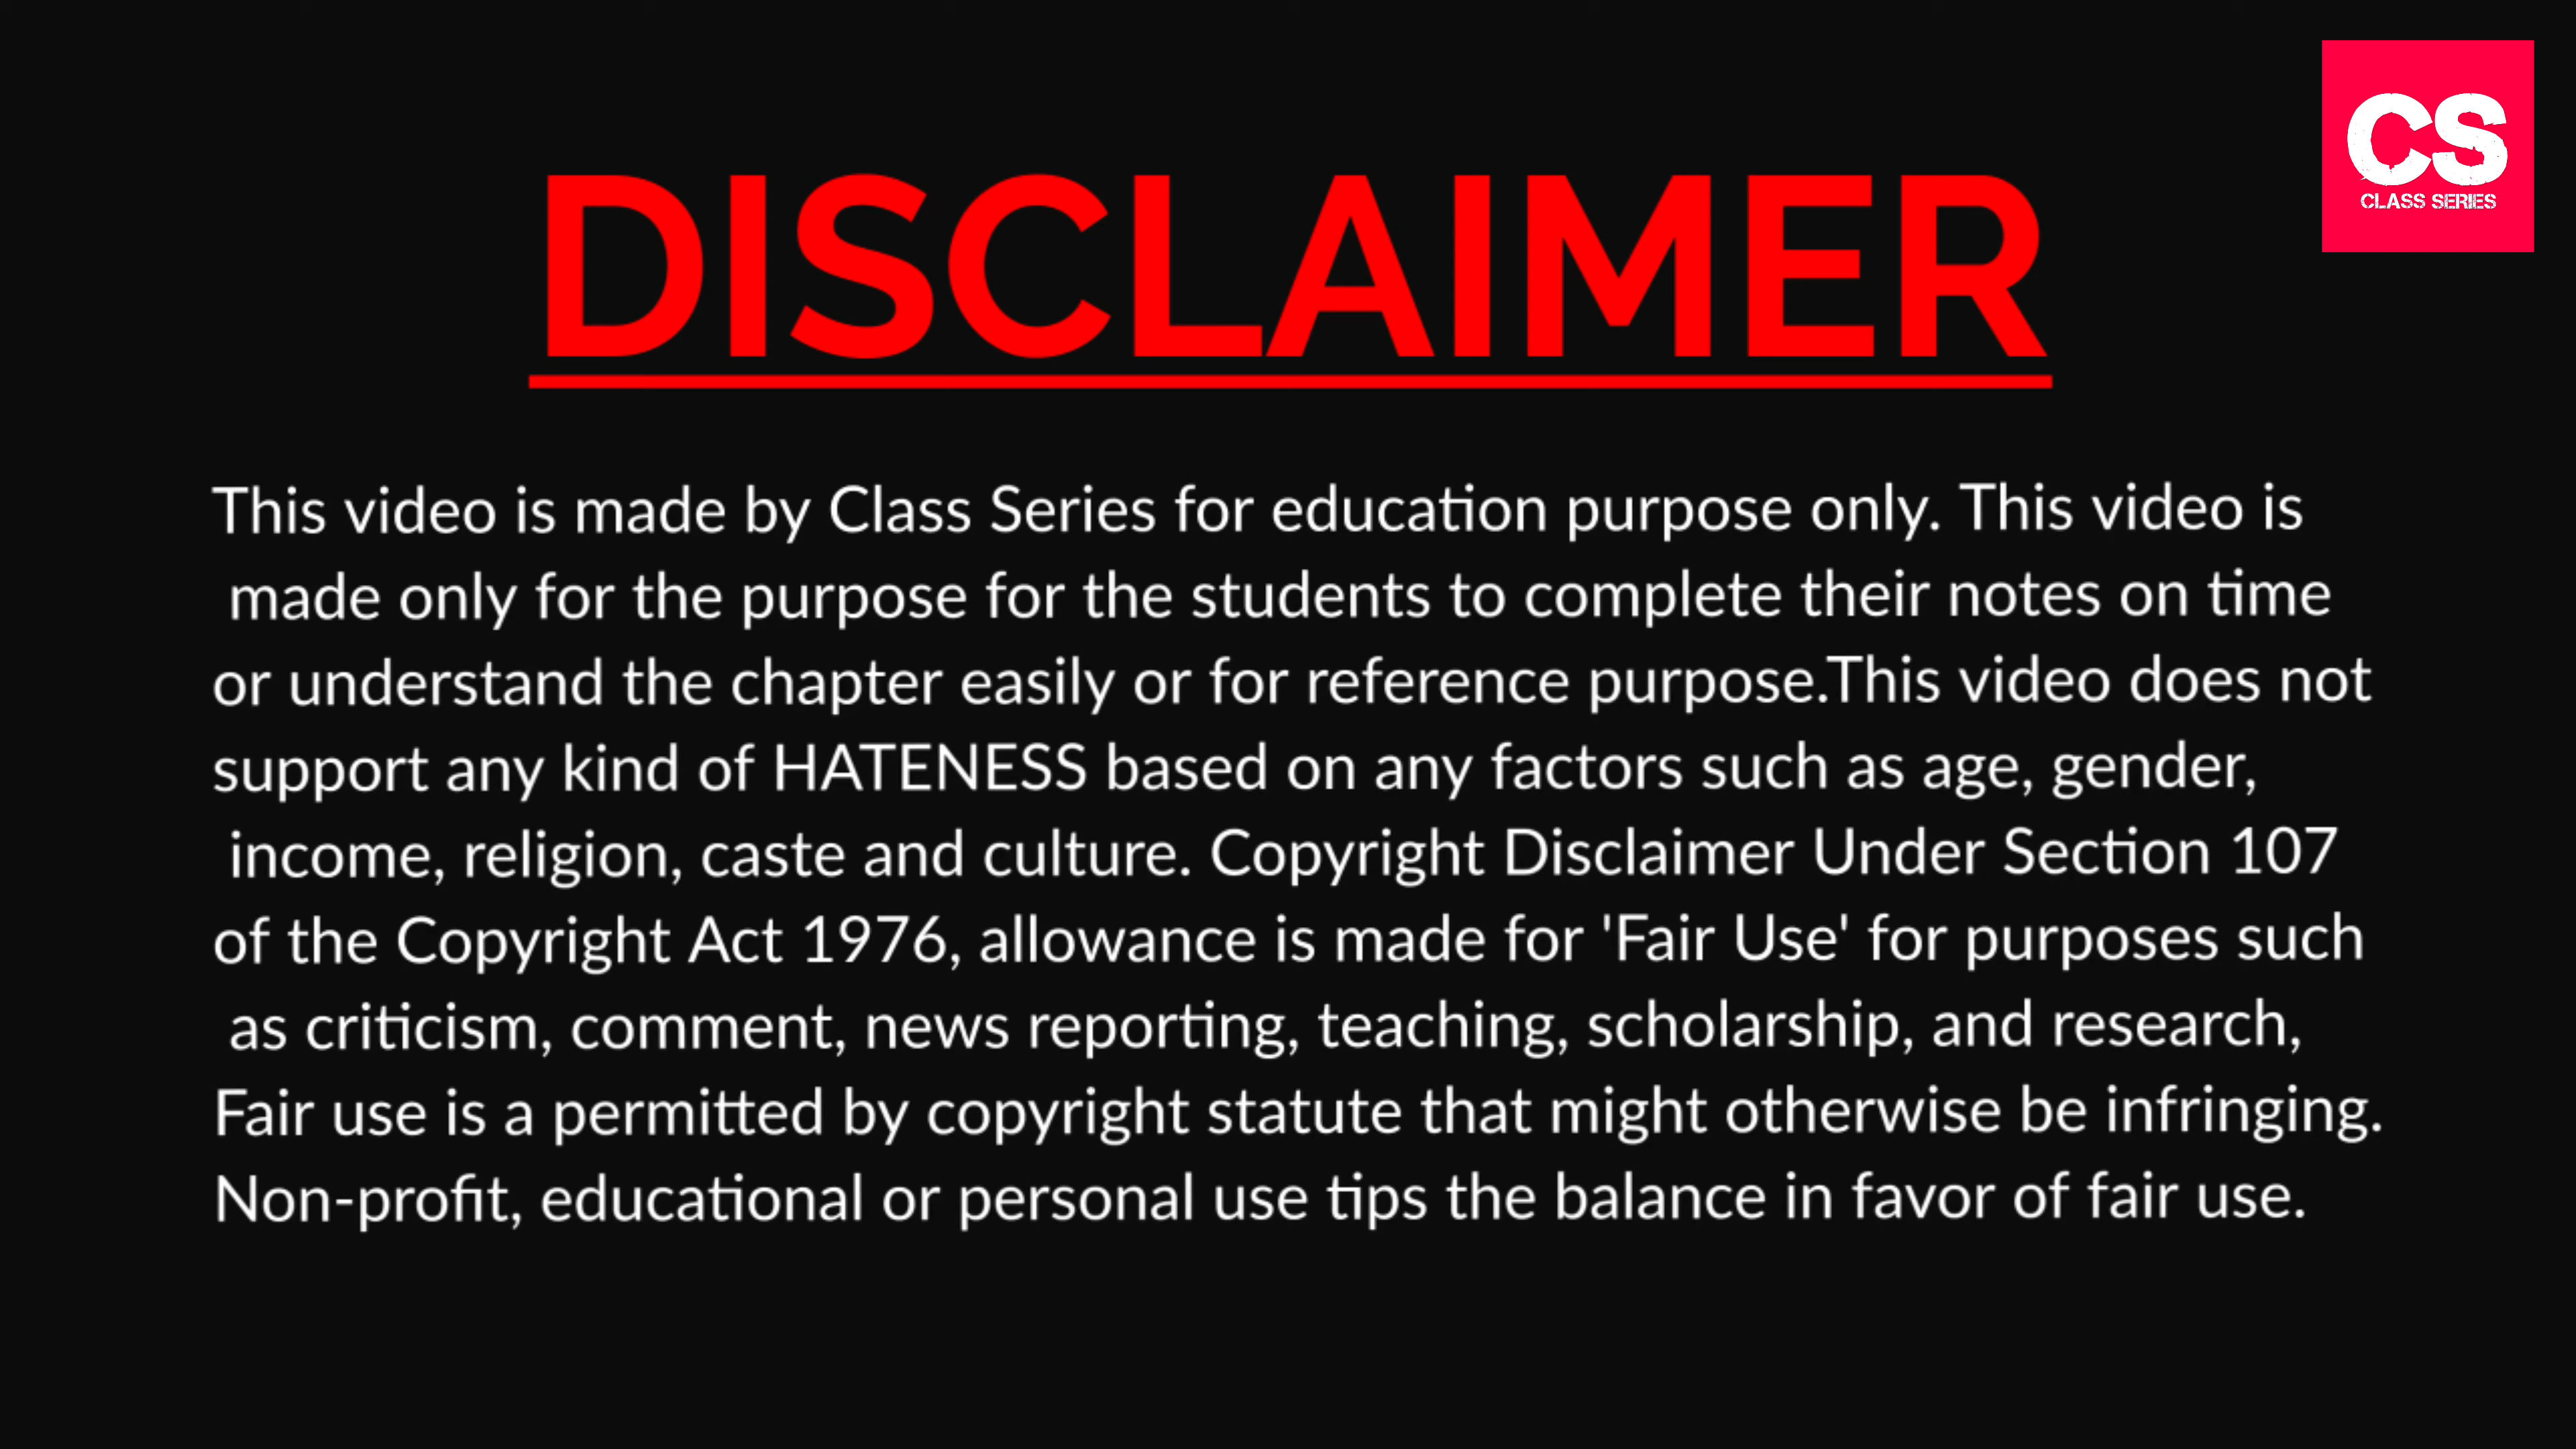 CS
CLASS SERIES
DISCLAIMER
This video is made by Class Series for education purpose only. This video is
made only for the purpose for the students to complete their notes on time
or understand the chapter easily or for reference purpose.This video does not
support any kind of HATENESS based on any factors such as age, gender,
income, religion, caste and culture. Copyright Disclaimer Under Section 107
of the Copyright Act 1976, allowance is made for 'Fair Use' for purposes such
as criticism, comment, news reporting, teaching, scholarship, and research,
Fair use is a permitted by copyright statute that might otherwise be infringing.
Non-profit, educational or personal use tips the balance in favor of fair use.